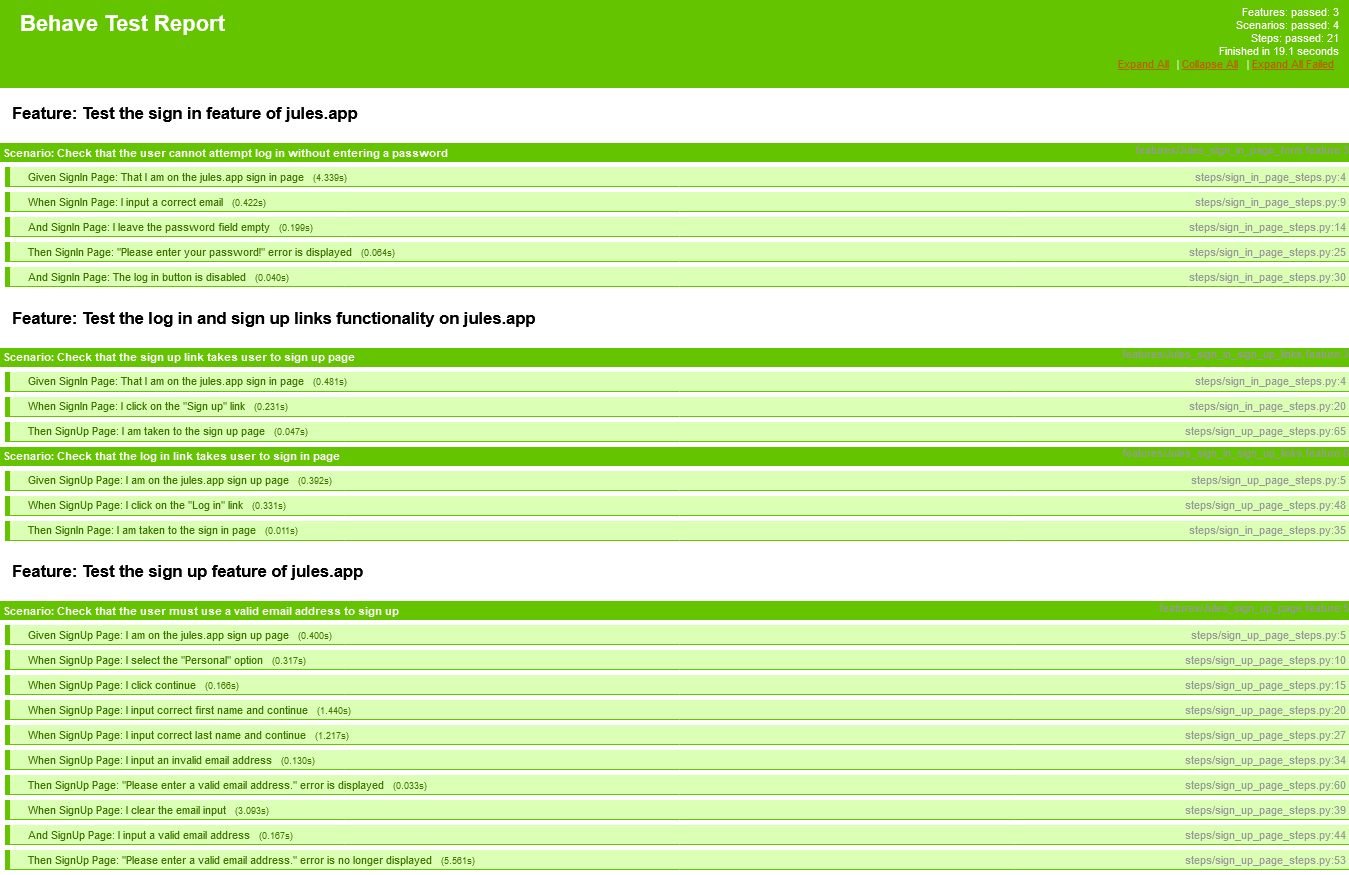 Behave Test Report
Features: passed: 3
Scenarios: passed: 4
Steps: passed: 21
Finished in 19.1 seconds
Expand All | Collapse All | Expand All Failed
Feature: Test the sign in feature of jules.app
Scenario: Check that the user cannot attempt log in without entering a password
Given SignIn Page: That I am on the jules.app sign in page (4.339s) steps/sign_in_page_steps.py:4
When SignIn Page: I input a correct email (0.422s) steps/sign_in_page_steps.py:9
And SignIn Page: I leave the password field empty (0.199s) steps/sign_in_page_steps.py:14
Then SignIn Page: "Please enter your password!" error is displayed (0.064s) steps/sign_in_page_steps.py:25
And SignIn Page: The log in button is disabled (0.040s) steps/sign_in_page_steps.py:30
Feature: Test the log in and sign up links functionality on jules.app
Scenario: Check that the sign up link takes user to sign up page
Given SignIn Page: That I am on the jules.app sign in page (0.481s) steps/sign_in_page_steps.py:4
When SignIn Page: I click on the "Sign up" link (0.231s) steps/sign_in_page_steps.py:20
Then SignUp Page: I am taken to the sign up page (0.047s) steps/sign_up_page_steps.py:65
Scenario: Check that the log in link takes user to sign in page
Given SignUp Page: I am on the jules.app sign up page (0.392s) steps/sign_up_page_steps.py:5
When SignUp Page: I click on the "Log in" link (0.331s) steps/sign_up_page_steps.py:48
Then SignIn Page: I am taken to the sign in page (0.011s) steps/sign_in_page_steps.py:35
Feature: Test the sign up feature of jules.app
Scenario: Check that the user must use a valid email address to sign up
Given SignUp Page: I am on the jules.app sign up page (0.400s) steps/sign_up_page_steps.py:5
When SignUp Page: I select the "Personal" option (0.317s) steps/sign_up_page_steps.py:10
When SignUp Page: I click continue (0.166s) steps/sign_up_page_steps.py:15
When SignUp Page: I input correct first name and continue (1.440s) steps/sign_up_page_steps.py:20
When SignUp Page: I input correct last name and continue (1.217s) steps/sign_up_page_steps.py:27
When SignUp Page: I input an invalid email address (0.130s) steps/sign_up_page_steps.py:34
Then SignUp Page: "Please enter a valid email address." error is displayed (0.033s) steps/sign_up_page_steps.py:60
When SignUp Page: I clear the email input (3.093s) steps/sign_up_page_steps.py:39
And SignUp Page: I input a valid email address (0.167s) steps/sign_up_page_steps.py:44
Then SignUp Page: "Please enter a valid email address." error is no longer displayed (5.561s) steps/sign_up_page_steps.py:53